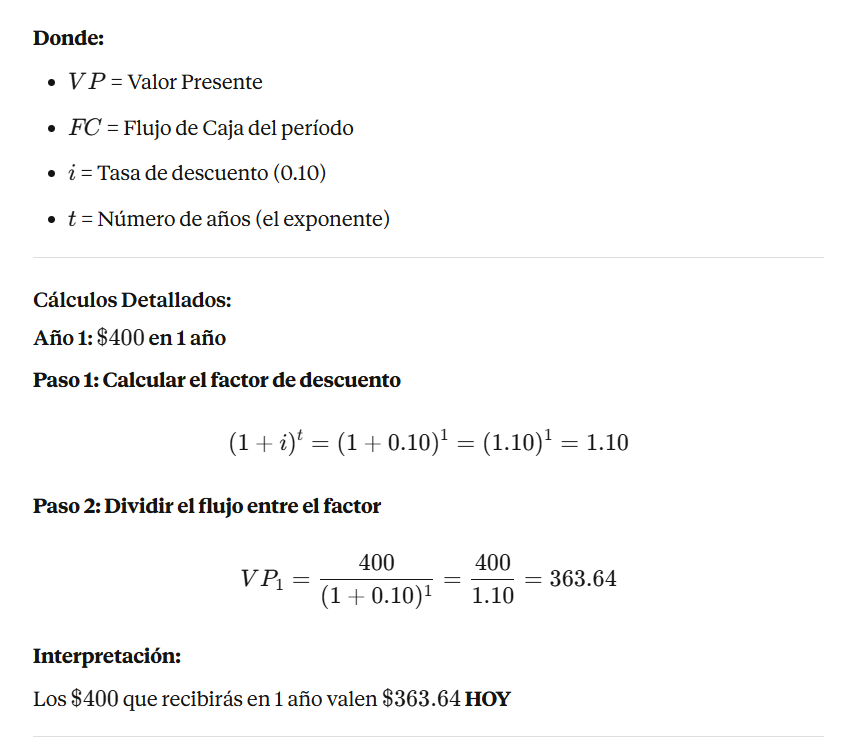 Donde:
• VP = Valor Presente
• FC = Flujo de Caja del período
• i = Tasa de descuento (0.10)
• t = Número de años (el exponente)
Cálculos Detallados:
Año 1: $400 en 1 año
Paso 1: Calcular el factor de descuento
(1 + i)^t = (1 + 0.10)^1 = (1.10)^1 = 1.10
Paso 2: Dividir el flujo entre el factor
VP₁ = 400 / (1 + 0.10)^1 = 400 / 1.10 = 363.64
Interpretación:
Los $400 que recibirás en 1 año valen $363.64 HOY